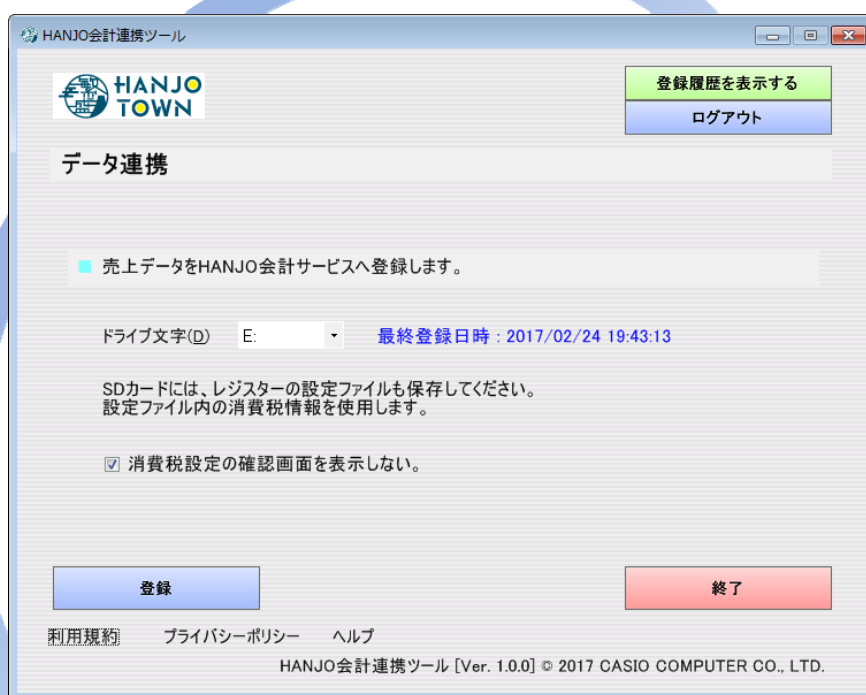 HANJO会計連携ツール
HANJO
TOWN
登録履歴を表示する
ログアウト
データ連携
売上データをHANJO会計サービスへ登録します。
ドライブ文字(D) E: 最終登録日時 : 2017/02/24 19:43:13
SDカードには、レジスターの設定ファイルも保存してください。
設定ファイル内の消費税情報を使用します。
消費税設定の確認画面を表示しない。
登録 終了
利用規約 プライバシーポリシー ヘルプ
HANJO会計連携ツール [Ver. 1.0.0] © 2017 CASIO COMPUTER CO., LTD.